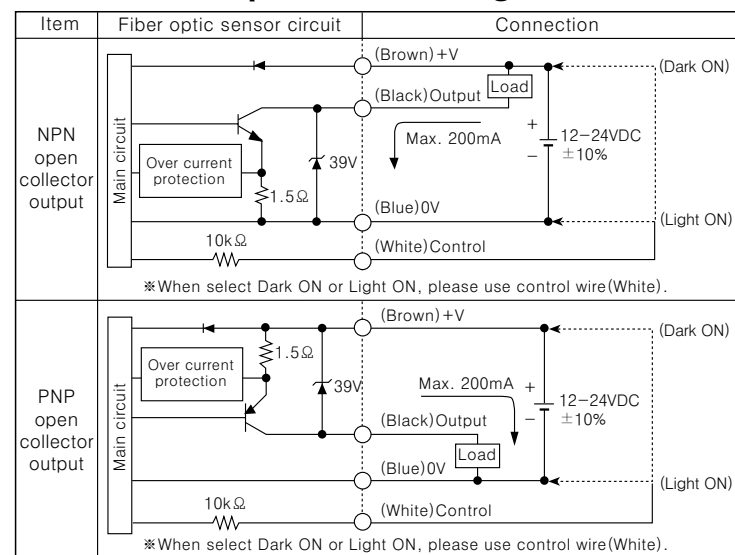 Item
Fiber optic sensor circuit
Connection
NPN
open
collector
output
Main circuit
Over current
protection
1.5Ω
39V
10kΩ
(Brown)+V
(Black)Output
Load
Max. 200mA
+
−
12−24VDC
±10%
(Blue)0V
(White)Control
(Dark ON)
(Light ON)
※When select Dark ON or Light ON, please use control wire(White).
PNP
open
collector
output
Main circuit
Over current
protection
1.5Ω
39V
10kΩ
(Brown)+V
Max. 200mA
+
−
12−24VDC
±10%
(Black)Output
Load
(Blue)0V
(White)Control
(Dark ON)
(Light ON)
※When select Dark ON or Light ON, please use control wire(White).